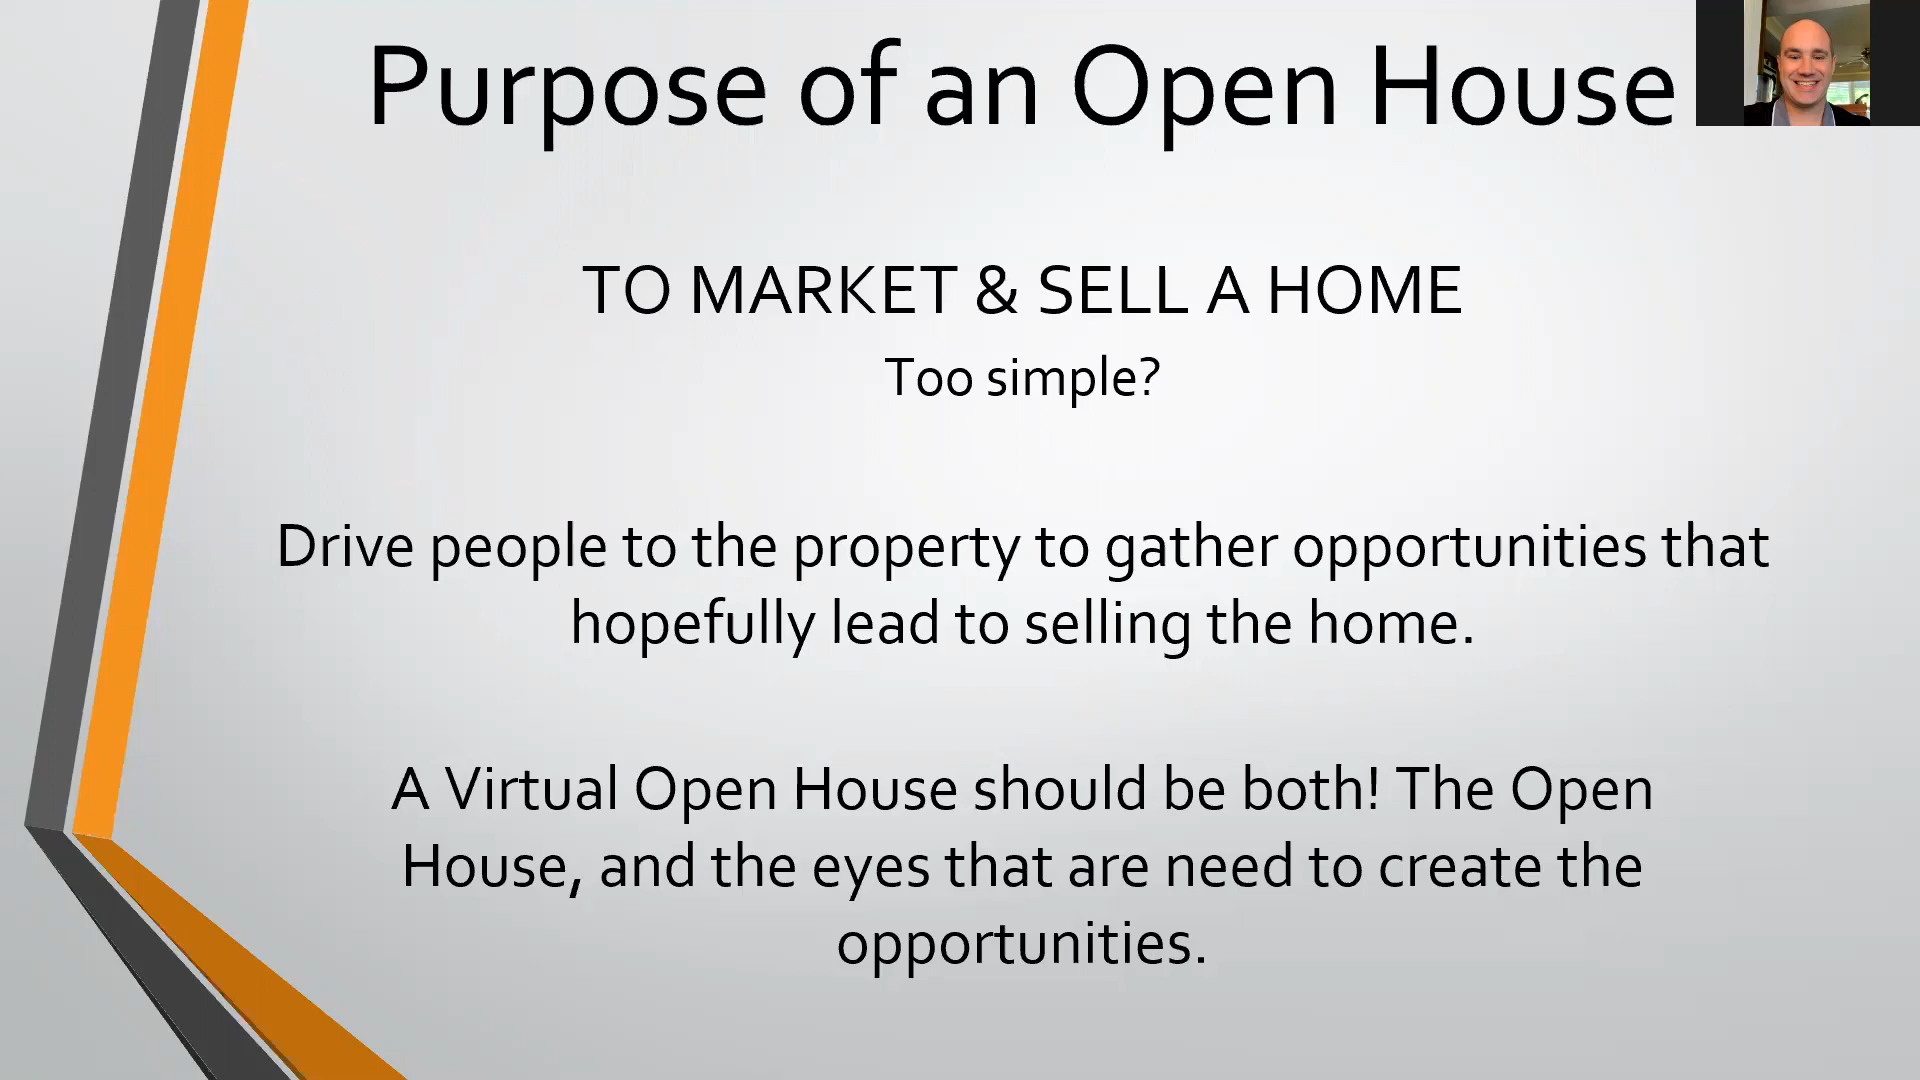 Purpose of an Open House
TO MARKET & SELL A HOME
Too simple?
Drive people to the property to gather opportunities that
hopefully lead to selling the home.
A Virtual Open House should be both! The Open
House, and the eyes that are need to create the
opportunities.